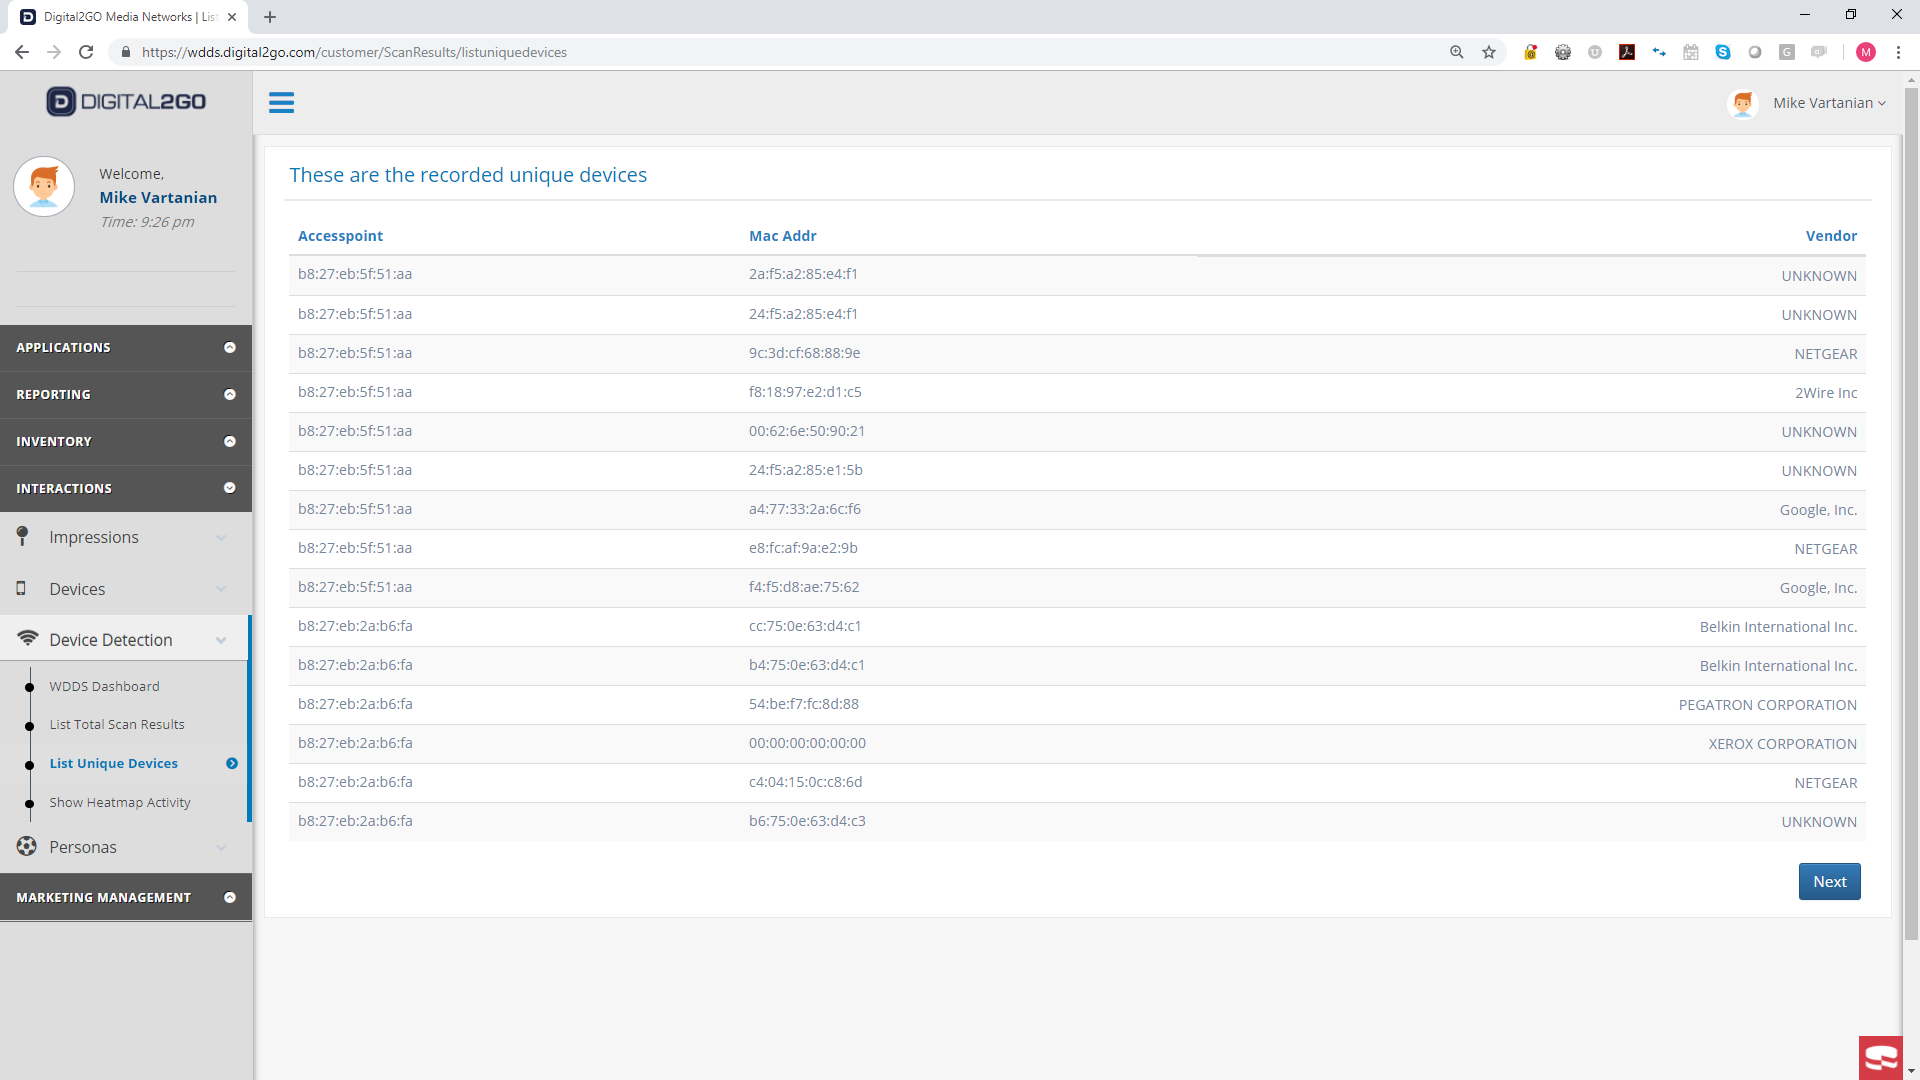 Digital2GO Media Networks | Lis
https://wdds.digital2go.com/customer/ScanResults/listuniquedevices
M
DIGITAL2GO
Mike Vartanian
Welcome,
Mike Vartanian
Time: 9:26 pm
APPLICATIONS
REPORTING
INVENTORY
INTERACTIONS
Impressions
Devices
Device Detection
WDDS Dashboard
List Total Scan Results
List Unique Devices
Show Heatmap Activity
Personas
MARKETING MANAGEMENT
These are the recorded unique devices
Accesspoint Mac Addr Vendor
b8:27:eb:5f:51:aa 2a:f5:a2:85:e4:f1 UNKNOWN
b8:27:eb:5f:51:aa 24:f5:a2:85:e4:f1 UNKNOWN
b8:27:eb:5f:51:aa 9c:3d:cf:68:88:9e NETGEAR
b8:27:eb:5f:51:aa f8:18:97:e2:d1:c5 2Wire Inc
b8:27:eb:5f:51:aa 00:62:6e:50:90:21 UNKNOWN
b8:27:eb:5f:51:aa 24:f5:a2:85:e1:5b UNKNOWN
b8:27:eb:5f:51:aa a4:77:33:2a:6c:f6 Google, Inc.
b8:27:eb:5f:51:aa e8:fc:af:9a:e2:9b NETGEAR
b8:27:eb:5f:51:aa f4:f5:d8:ae:75:62 Google, Inc.
b8:27:eb:2a:b6:fa cc:75:0e:63:d4:c1 Belkin International Inc.
b8:27:eb:2a:b6:fa b4:75:0e:63:d4:c1 Belkin International Inc.
b8:27:eb:2a:b6:fa 54:be:f7:fc:8d:88 PEGATRON CORPORATION
b8:27:eb:2a:b6:fa 00:00:00:00:00:00 XEROX CORPORATION
b8:27:eb:2a:b6:fa c4:04:15:0c:c8:6d NETGEAR
b8:27:eb:2a:b6:fa b6:75:0e:63:d4:c3 UNKNOWN
Next